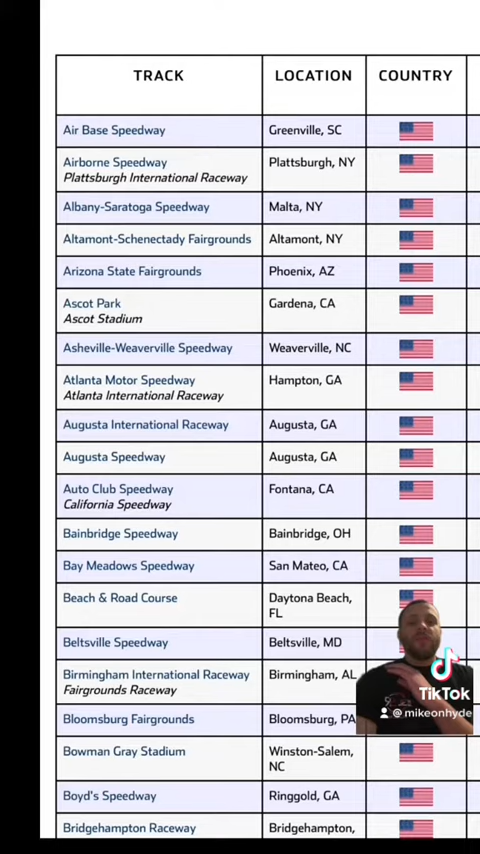 TRACK LOCATION COUNTRY
Air Base Speedway Greenville, SC
Airborne Speedway Plattsburgh, NY
Plattsburgh International Raceway
Albany-Saratoga Speedway Malta, NY
Altamont-Schenectady Fairgrounds Altamont, NY
Arizona State Fairgrounds Phoenix, AZ
Ascot Park Gardena, CA
Ascot Stadium
Asheville-Weaverville Speedway Weaverville, NC
Atlanta Motor Speedway Hampton, GA
Atlanta International Raceway
Augusta International Raceway Augusta, GA
Augusta Speedway Augusta, GA
Auto Club Speedway Fontana, CA
California Speedway
Bainbridge Speedway Bainbridge, OH
Bay Meadows Speedway San Mateo, CA
Beach & Road Course Daytona Beach,
FL
Beltsville Speedway Beltsville, MD
Birmingham International Raceway Birmingham, AL
Fairgrounds Raceway
TikTok
@mikeonhyde
Bloomsburg Fairgrounds Bloomsburg, PA
Bowman Gray Stadium Winston-Salem,
NC
Boyd's Speedway Ringgold, GA
Bridgehampton Raceway Bridgehampton,